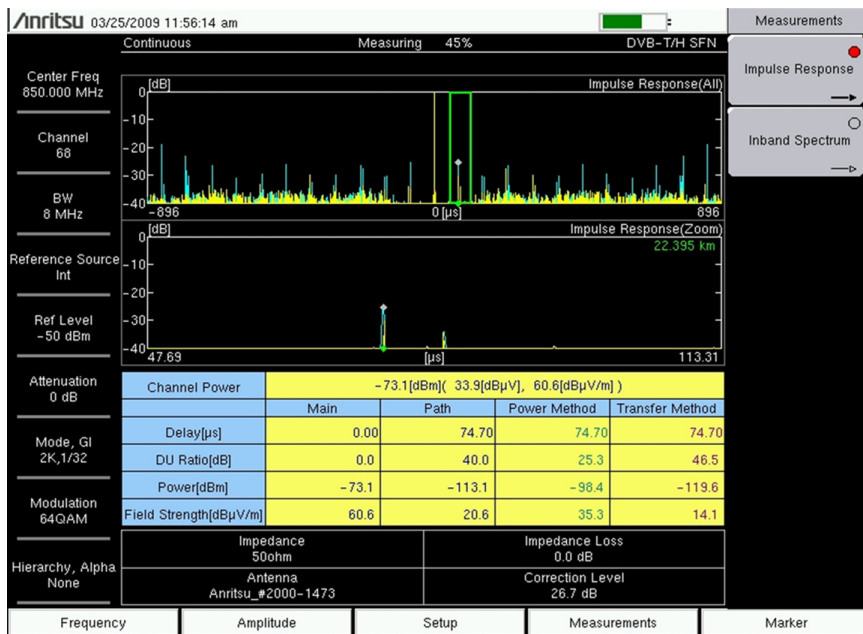 Anritsu 03/25/2009 11:56:14 am
Measurements
Continuous Measuring 45% DVB-T/H SFN
Center Freq
850.000 MHz
Channel
68
BW
8 MHz
Reference Source
Int
Ref Level
-50 dBm
Attenuation
0 dB
Mode, GI
2K,1/32
Modulation
64QAM
Hierarchy, Alpha
None
[dB] Impulse Response(All)
0
-10
-20
-30
-40
-896 0 [µs] 896
[dB] Impulse Response(Zoom)
22.395 km
0
-10
-20
-30
-40
47.69 [µs] 113.31
Channel Power -73.1[dBm]( 33.9[dBµV], 60.6[dBµV/m] )
Main Path Power Method Transfer Method
Delay[µs] 0.00 74.70 74.70 74.70
DU Ratio[dB] 0.0 40.0 25.3 46.5
Power[dBm] -73.1 -113.1 -98.4 -119.6
Field Strength[dBµV/m] 60.6 20.6 35.3 14.1
Impedance Impedance Loss
50ohm 0.0 dB
Antenna Correction Level
Anritsu_#2000-1473 26.7 dB
Impulse Response
Inband Spectrum
Frequency Amplitude Setup Measurements Marker